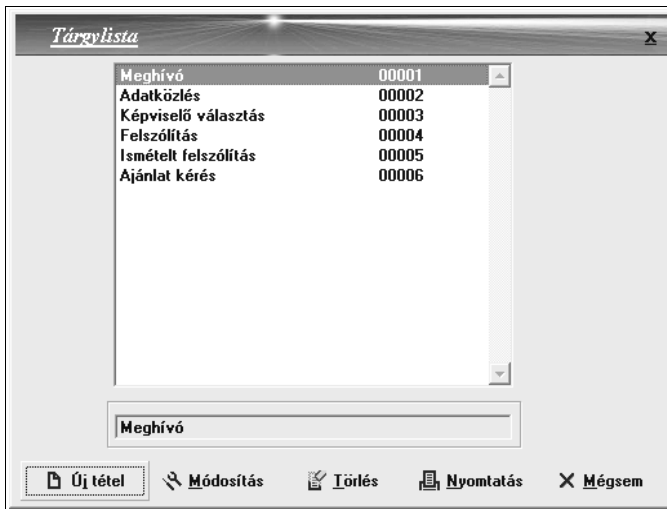 Tárgylista x
Meghívó 00001
Adatközlés 00002
Képviselő választás 00003
Felszólítás 00004
Ismételt felszólítás 00005
Ajánlat kérés 00006
Meghívó
Új tétel Módosítás Törlés Nyomtatás Mégsem